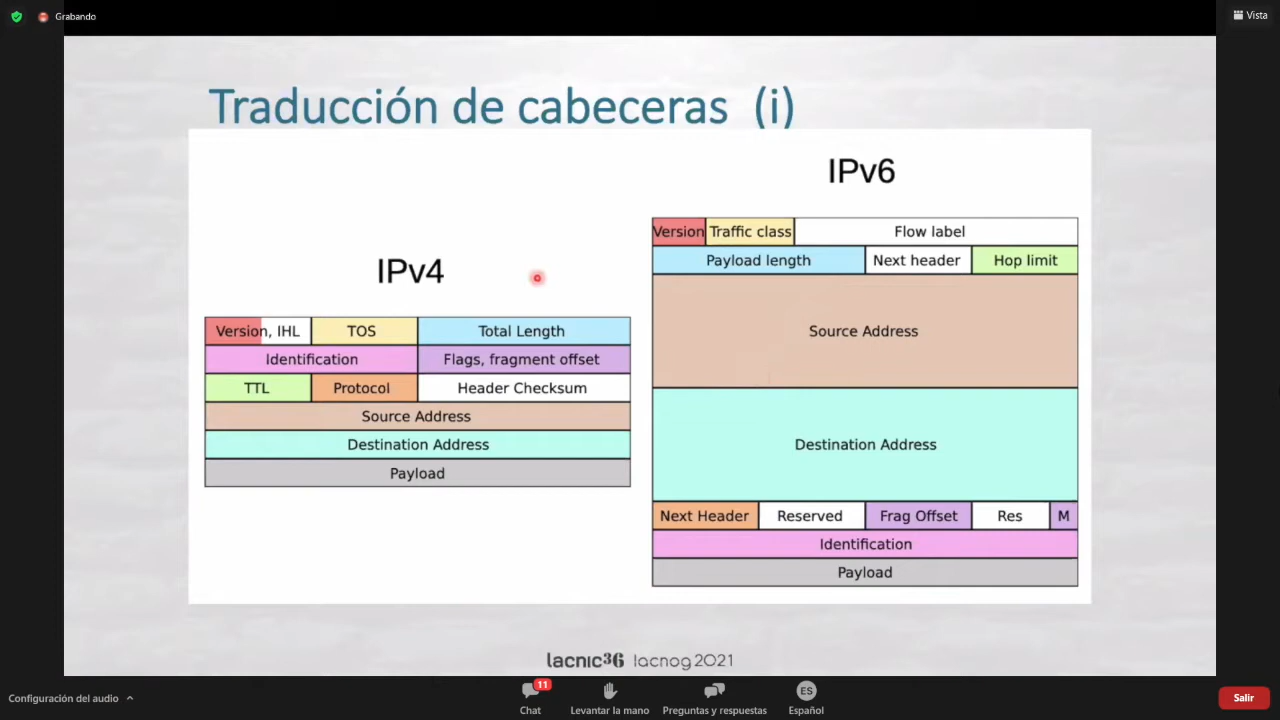 Grabando
Vista
Traducción de cabeceras (i)
IPv4
Version, IHL
TOS
Total Length
Identification
Flags, fragment offset
TTL
Protocol
Header Checksum
Source Address
Destination Address
Payload
IPv6
Version
Traffic class
Flow label
Payload length
Next header
Hop limit
Source Address
Destination Address
Next Header
Reserved
Frag Offset
Res
M
Identification
Payload
lacnic36 lacnog2021
Configuración del audio
11
Chat
Levantar la mano
Preguntas y respuestas
ES
Español
Salir